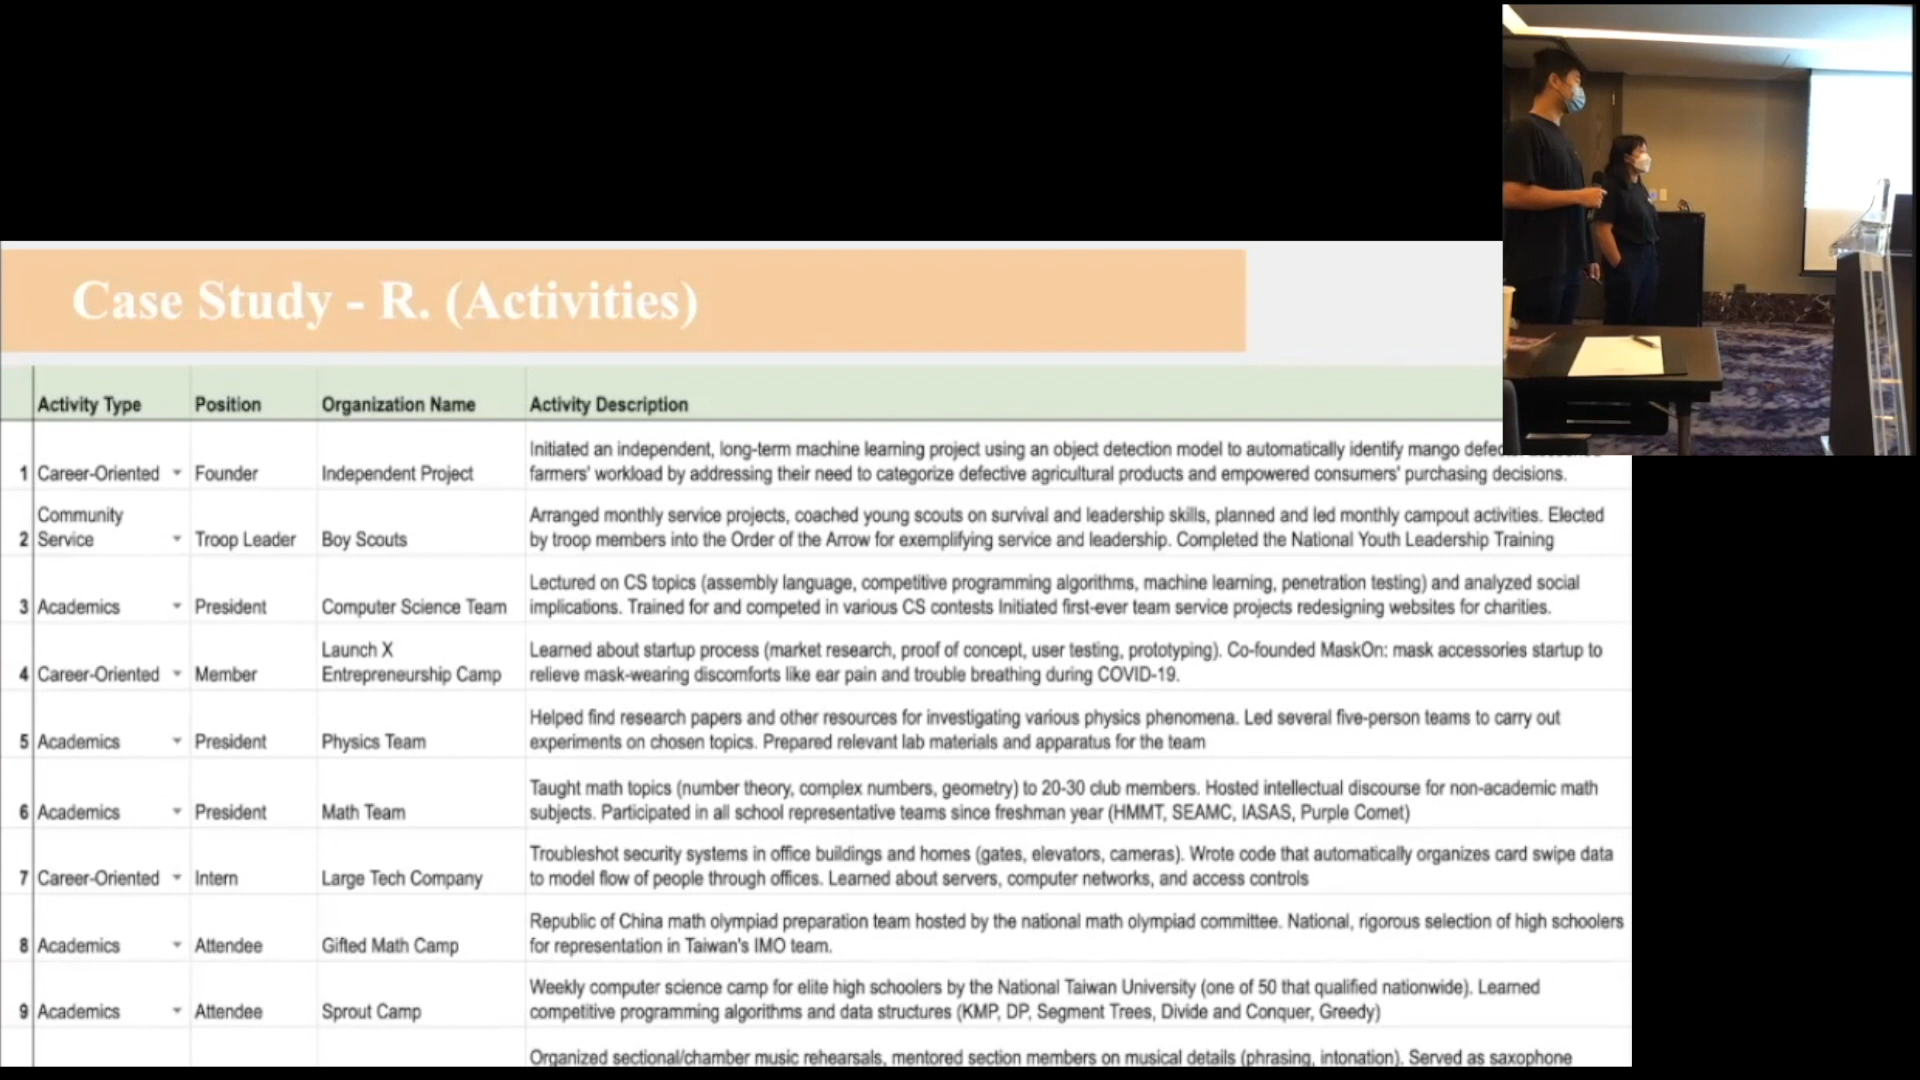 Case Study - R. (Activities)
Activity Type Position Organization Name Activity Description
Initiated an independent, long-term machine learning project using an object detection model to automatically identify mango
1 Career-Oriented Founder Independent Project farmers' workload by addressing their need to categorize defective agricultural products and empowered consumers' purchasing decisions.
Community Arranged monthly service projects, coached young scouts on survival and leadership skills, planned and led monthly campout activities. Elected
2 Service Troop Leader Boy Scouts by troop members into the Order of the Arrow for exemplifying service and leadership. Completed the National Youth Leadership Training
Lectured on CS topics (assembly language, competitive programming algorithms, machine learning, penetration testing) and analyzed social
3 Academics President Computer Science Team implications. Trained for and competed in various CS contests Initiated first-ever team service projects redesigning websites for charities.
Launch X Learned about startup process (market research, proof of concept, user testing, prototyping). Co-founded MaskOn: mask accessories startup to
4 Career-Oriented Member Entrepreneurship Camp relieve mask-wearing discomforts like ear pain and trouble breathing during COVID-19.
Helped find research papers and other resources for investigating various physics phenomena. Led several five-person teams to carry out
5 Academics President Physics Team experiments on chosen topics. Prepared relevant lab materials and apparatus for the team
Taught math topics (number theory, complex numbers, geometry) to 20-30 club members. Hosted intellectual discourse for non-academic math
6 Academics President Math Team subjects. Participated in all school representative teams since freshman year (HMMT, SEAMC, IASAS, Purple Comet)
Troubleshot security systems in office buildings and homes (gates, elevators, cameras). Wrote code that automatically organizes card swipe data
7 Career-Oriented Intern Large Tech Company to model flow of people through offices. Learned about servers, computer networks, and access controls
Republic of China math olympiad preparation team hosted by the national math olympiad committee. National, rigorous selection of high schoolers
8 Academics Attendee Gifted Math Camp for representation in Taiwan's IMO team.
Weekly computer science camp for elite high schoolers by the National Taiwan University (one of 50 that qualified nationwide). Learned
9 Academics Attendee Sprout Camp competitive programming algorithms and data structures (KMP, DP, Segment Trees, Divide and Conquer, Greedy)
Organized sectional/chamber music rehearsals, mentored section members on musical details (phrasing, intonation). Served as saxophone